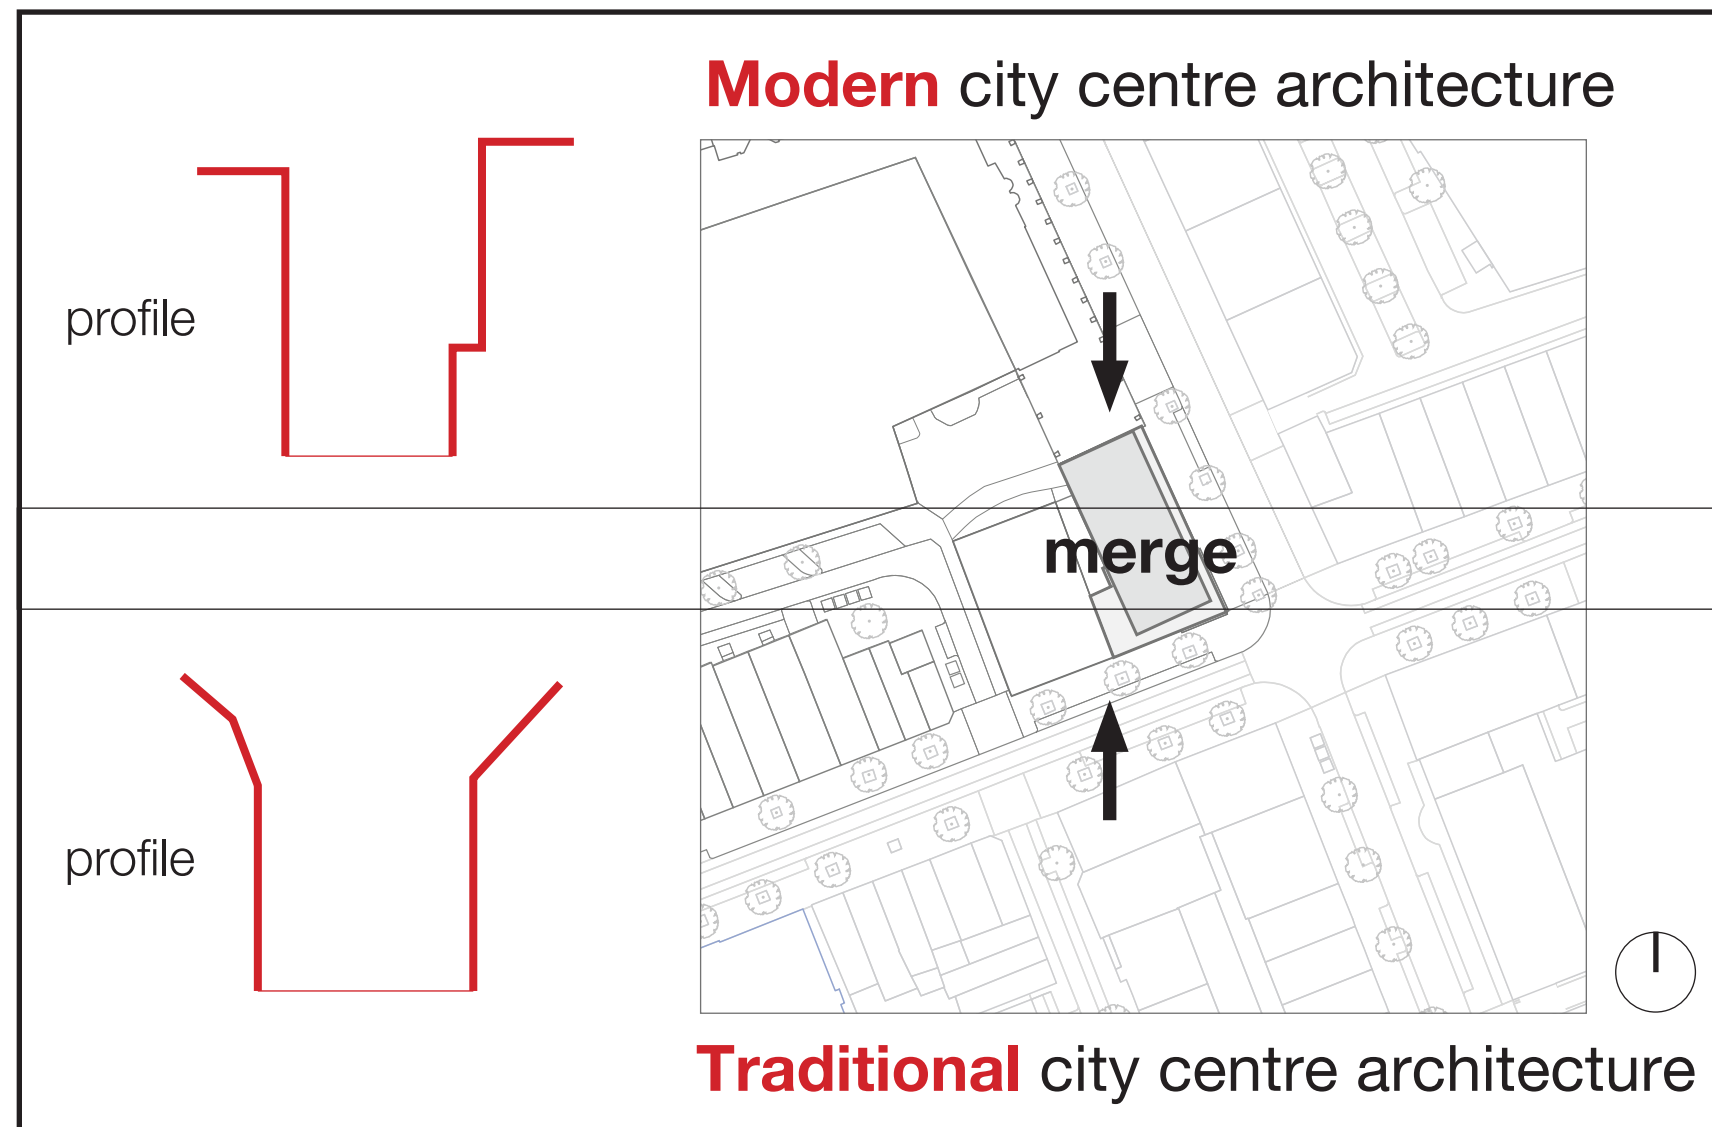 Modern city centre architecture
profile
merge
profile
Traditional city centre architecture